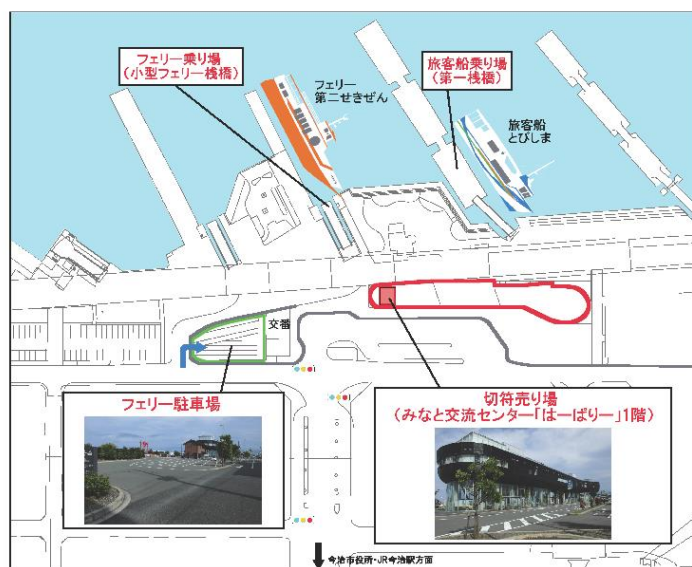 フェリー乗り場
（小型フェリー桟橋）
フェリー
第二せきぜん
旅客船乗り場
（第一桟橋）
旅客船
とびしま
交番
フェリー駐車場
切符売り場
（みなと交流センター「はーばりー」1階）
今治市役所・JR今治駅方面